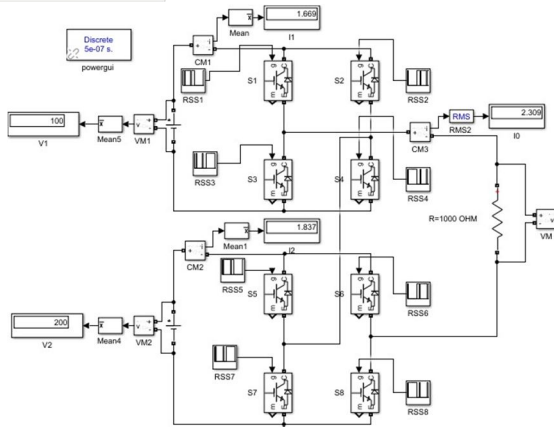 Discrete
5e-07 s.
powergui
Mean
1.669
I1
CM1
RSS1
S1
S2
RSS2
100
V1
Mean5
VM1
RMS
RMS2
2.309
I0
CM3
RSS3
S3
S4
RSS4
R=1000 OHM
VM
Mean1
1.837
I2
CM2
RSS5
S5
S6
RSS6
200
V2
Mean4
VM2
RSS7
S7
S8
RSS8